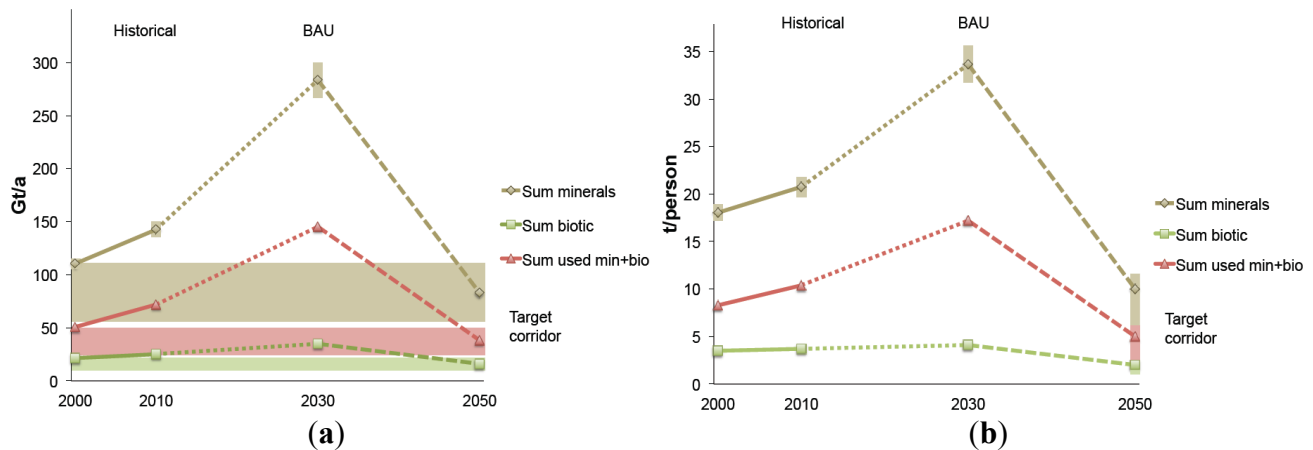 Historical
BAU
300
250
200
150
100
50
0
Gt/a
2000
2010
2030
2050
Sum minerals
Sum biotic
Sum used min+bio
Target
corridor
(a)
Historical
BAU
35
30
25
20
15
10
5
0
t/person
2000
2010
2030
2050
Sum minerals
Sum biotic
Sum used min+bio
Target
corridor
(b)